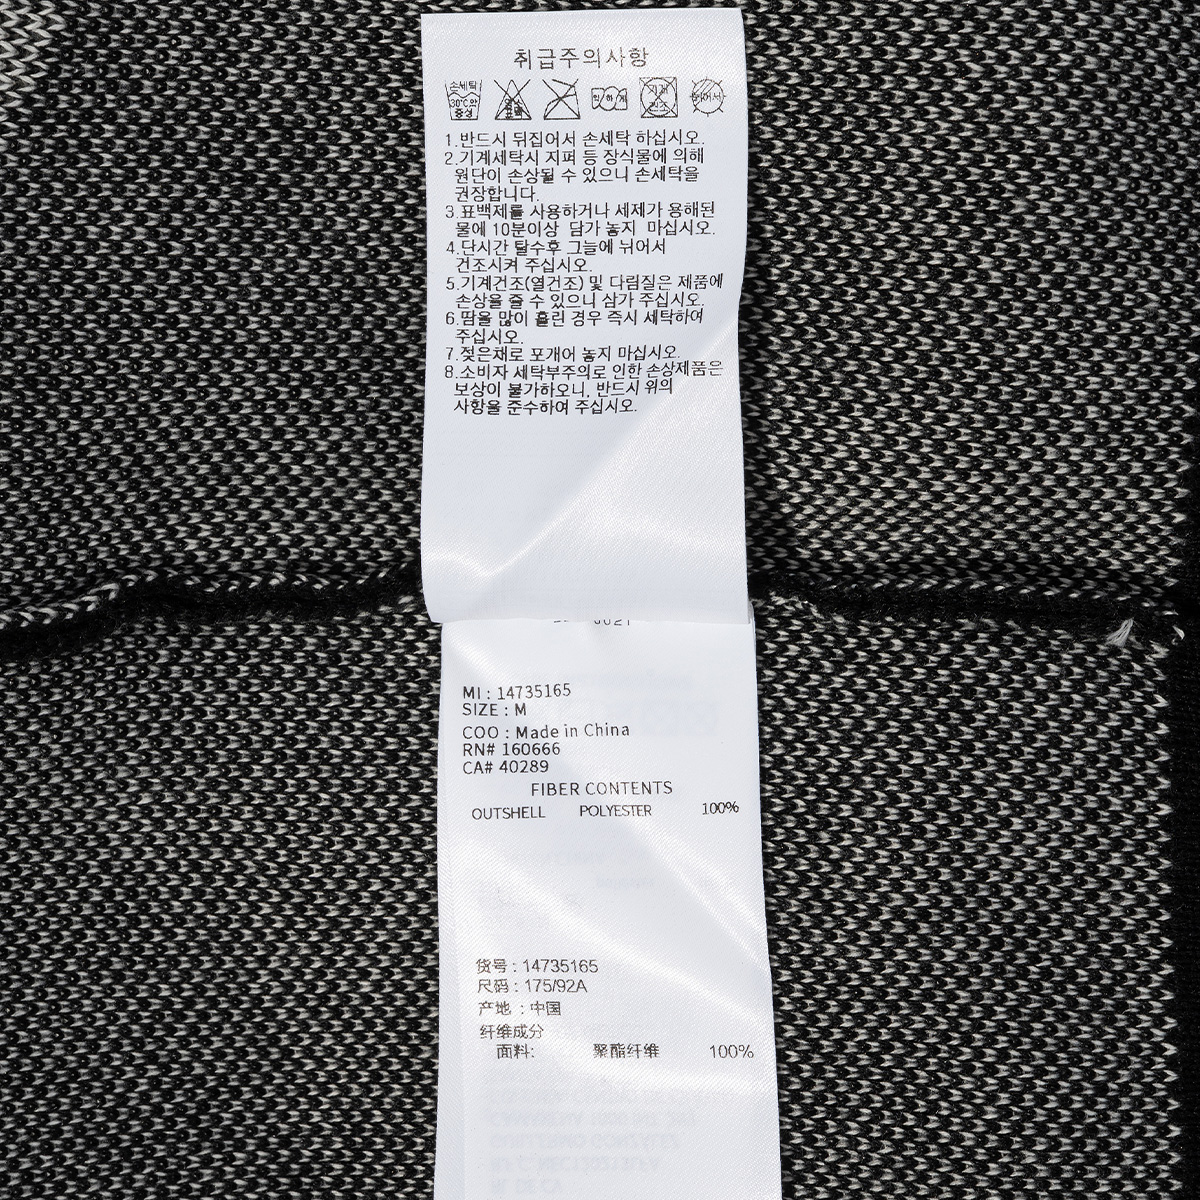 취급주의사항
손세탁
30℃의
중성
1.반드시 뒤집어서 손세탁 하십시오.
2.기계세탁시 지퍼 등 장식물에 의해
원단이 손상될 수 있으니 손세탁을
권장합니다.
3.표백제를 사용하거나 세제가 용해된
물에 10분이상 담가 놓지 마십시오.
4.단시간 탈수후 그늘에 뉘어서
건조시켜 주십시오.
5.기계건조(열건조) 및 다림질은 제품에
손상을 줄 수 있으니 삼가 주십시오.
6.땀을 많이 흘린 경우 즉시 세탁하여
주십시오.
7.젖은채로 포개어 놓지 마십시오.
8.소비자 세탁부주의로 인한 손상제품은
보상이 불가하오니, 반드시 위의
사항을 준수하여 주십시오.
MI : 14735165
SIZE : M
COO : Made in China
RN# 160666
CA# 40289
FIBER CONTENTS
OUTSHELL POLYESTER 100%
货号 : 14735165
尺码 : 175/92A
产地 : 中国
纤维成分
面料: 聚酯纤维 100%